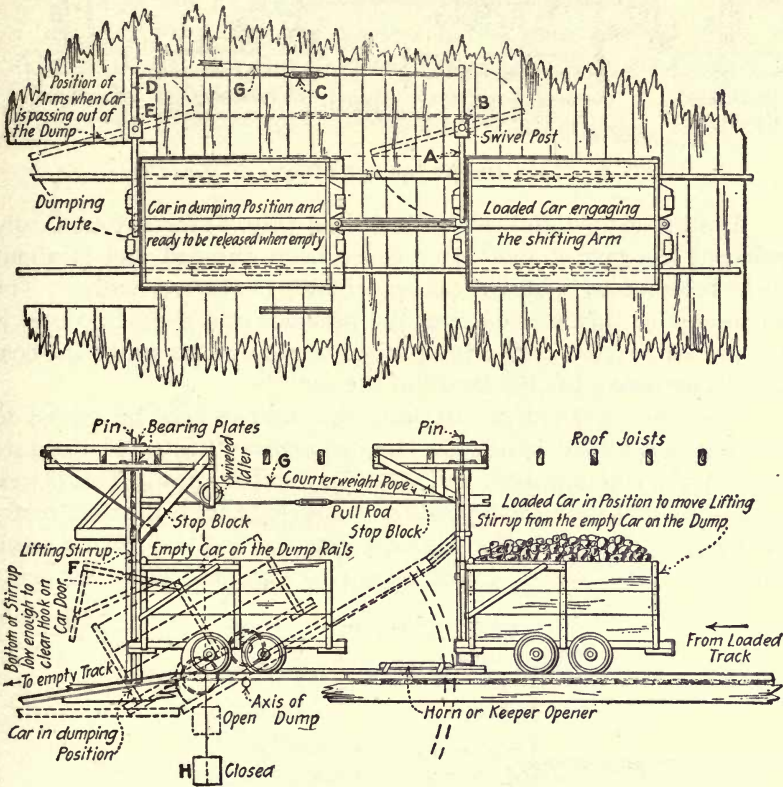 Position of
Arms when Car
is passing out of
the Dump
D
E
G
C
B
Swivel Post
A
Dumping
Chute
Car in dumping Position and
ready to be released when empty
Loaded Car engaging
the shifting Arm
Pin
Bearing Plates
Swiveled
Idler
G
Counterweight Rope
Pin
Roof Joists
Stop Block
Pull Rod
Stop Block
Loaded Car in Position to move Lifting
Stirrup from the empty Car on the Dump
Lifting Stirrup
Empty Car on the Dump Rails
F
Bottom of Stirrup
low enough to
clear Hook on
Car Door
From Loaded
Track
To empty Track
Axis of
Dump
Horn or Keeper Opener
Car in dumping
Position
Open
H
Closed